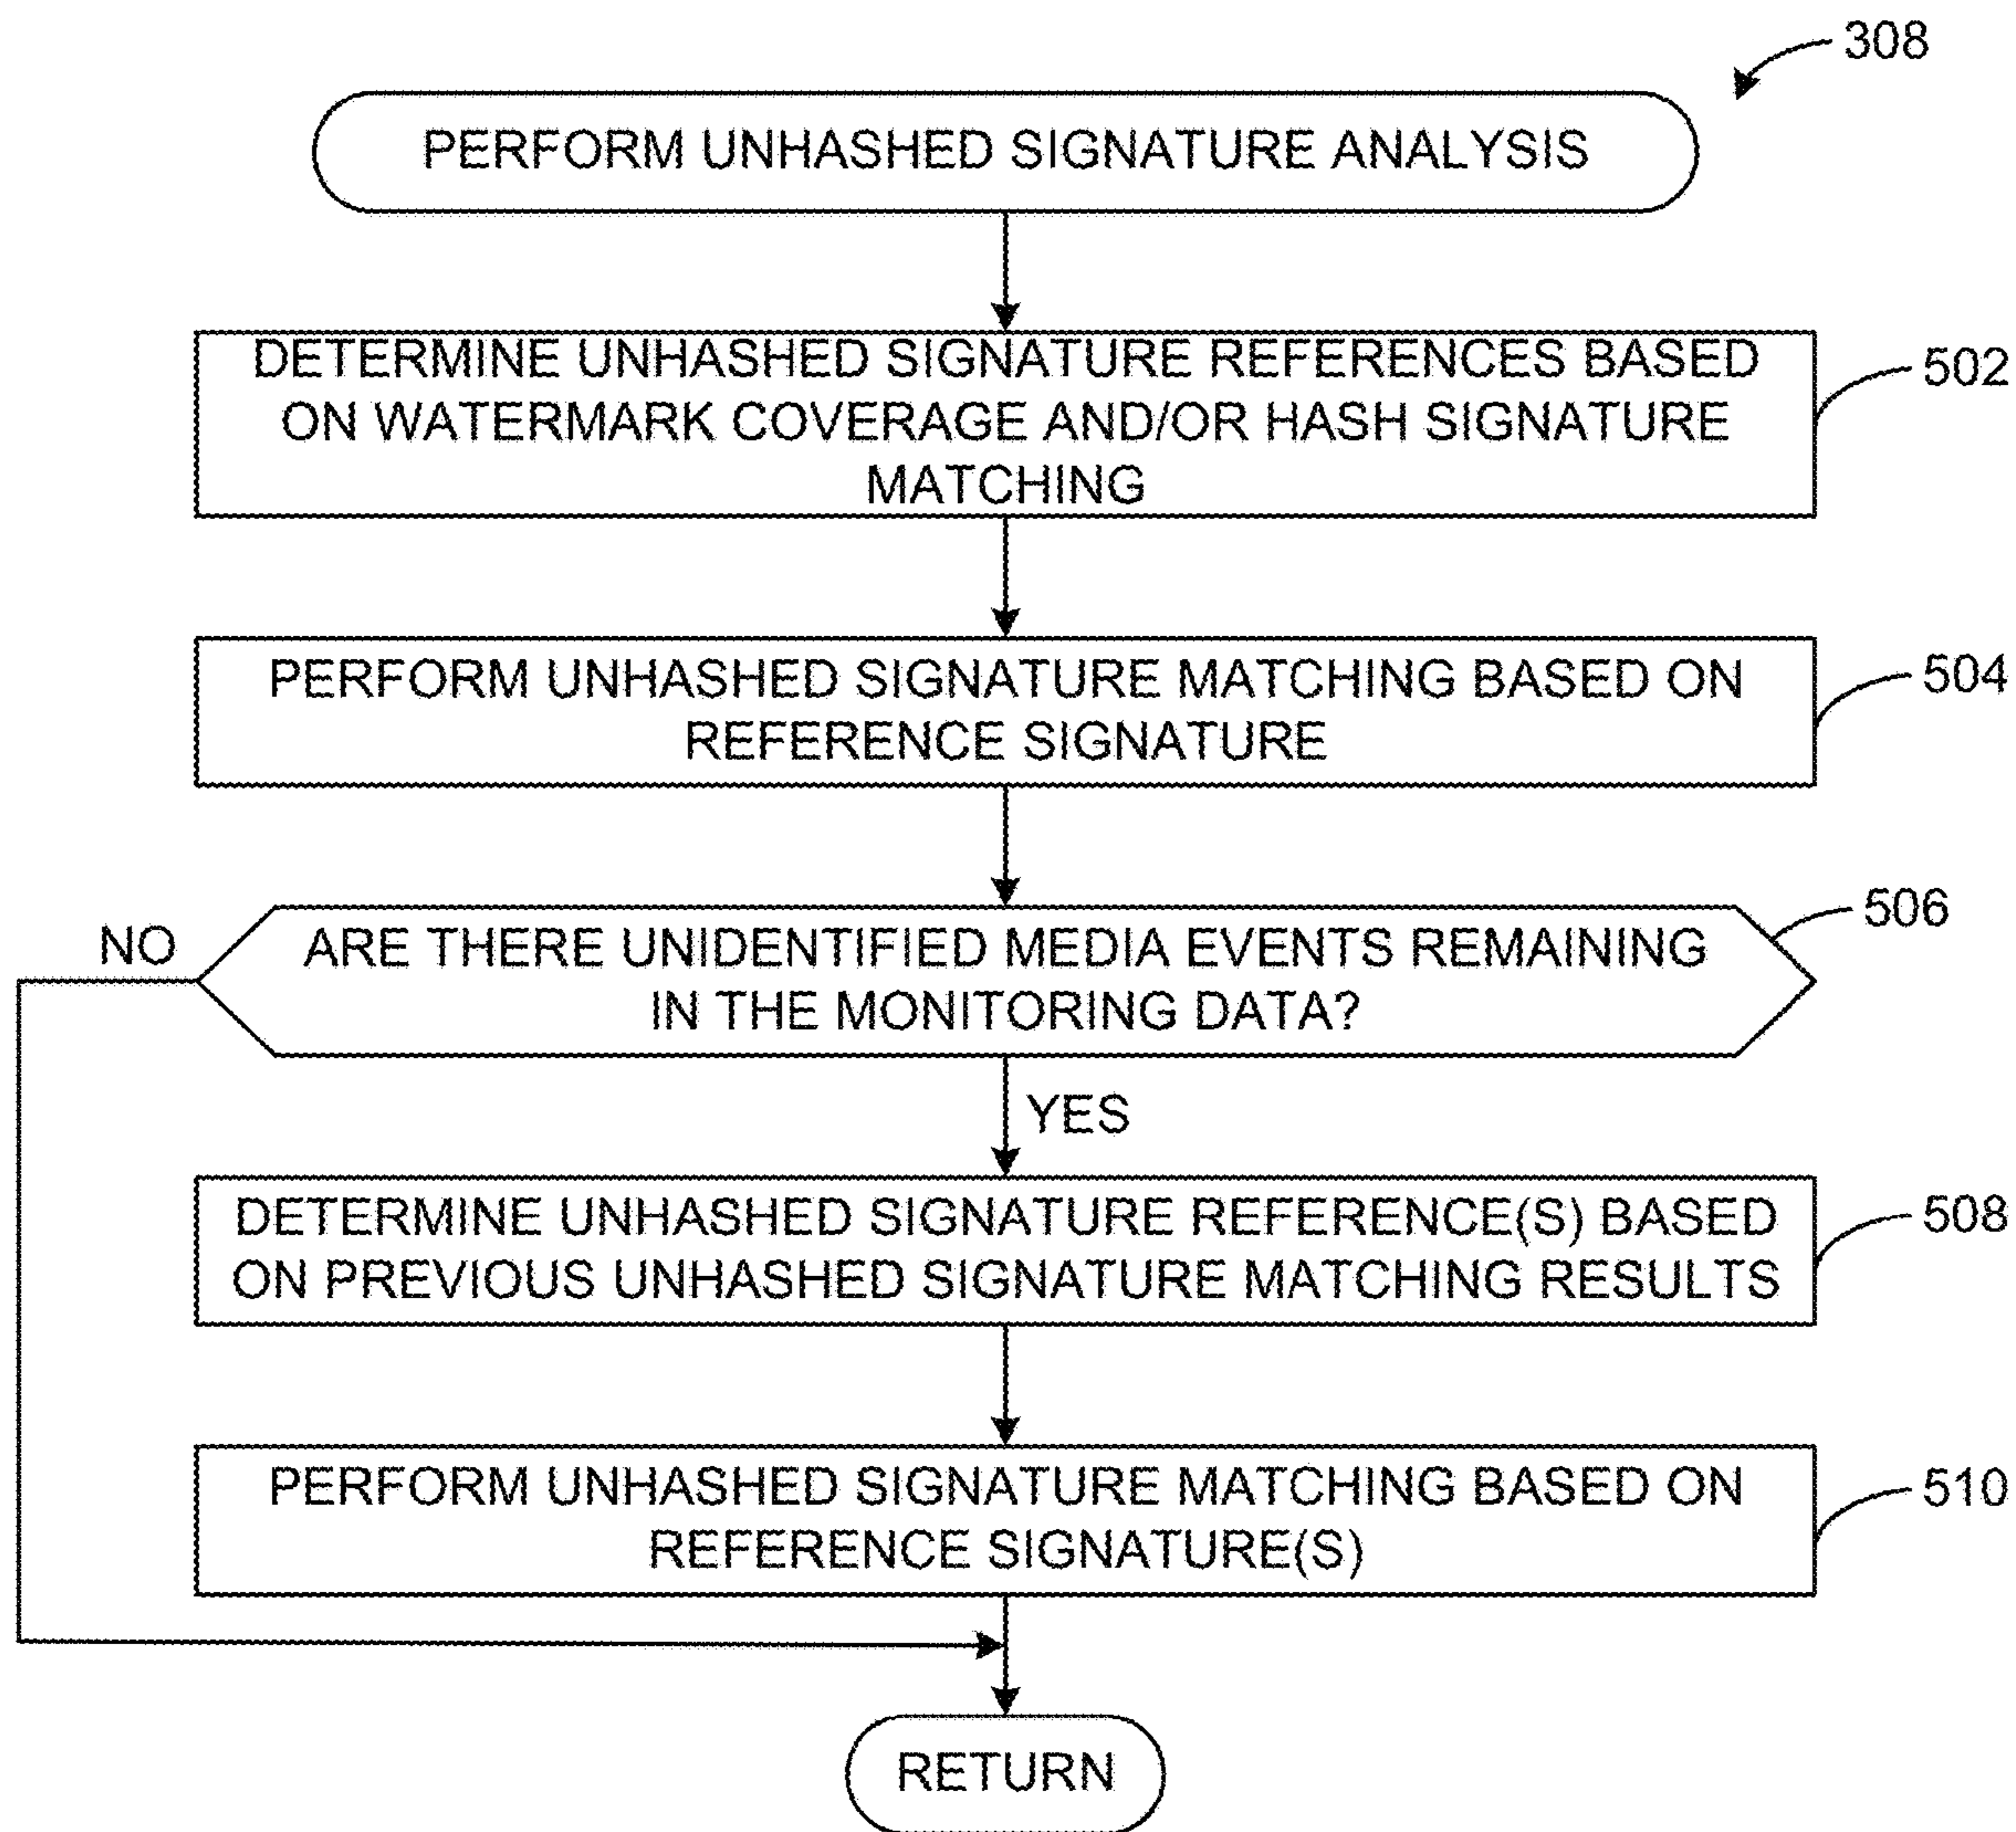 308
PERFORM UNHASHED SIGNATURE ANALYSIS
DETERMINE UNHASHED SIGNATURE REFERENCES BASED
ON WATERMARK COVERAGE AND/OR HASH SIGNATURE
MATCHING
502
PERFORM UNHASHED SIGNATURE MATCHING BASED ON
REFERENCE SIGNATURE
504
NO
ARE THERE UNIDENTIFIED MEDIA EVENTS REMAINING
IN THE MONITORING DATA?
506
YES
DETERMINE UNHASHED SIGNATURE REFERENCE(S) BASED
ON PREVIOUS UNHASHED SIGNATURE MATCHING RESULTS
508
PERFORM UNHASHED SIGNATURE MATCHING BASED ON
REFERENCE SIGNATURE(S)
510
RETURN